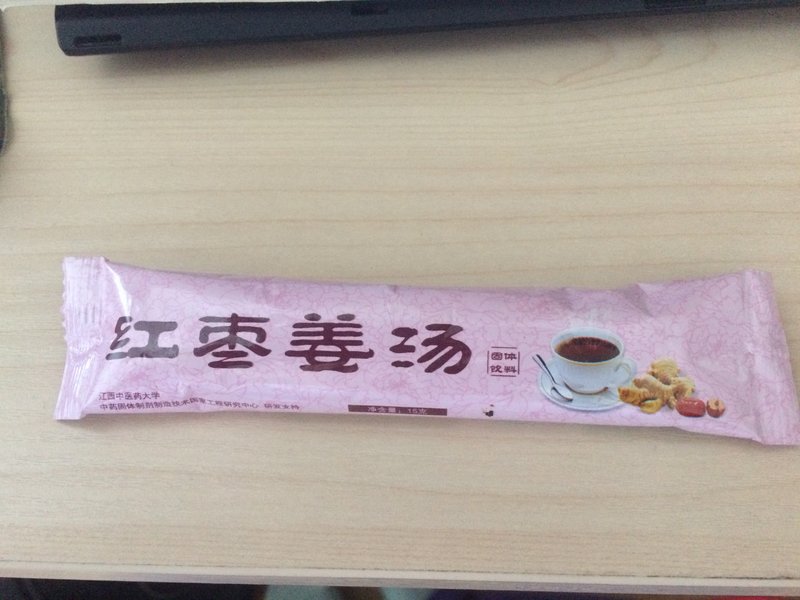 红枣姜汤
固体
饮料
江西中医药大学
中药固体制剂制造技术国家工程研究中心 研发支持
净含量：15克